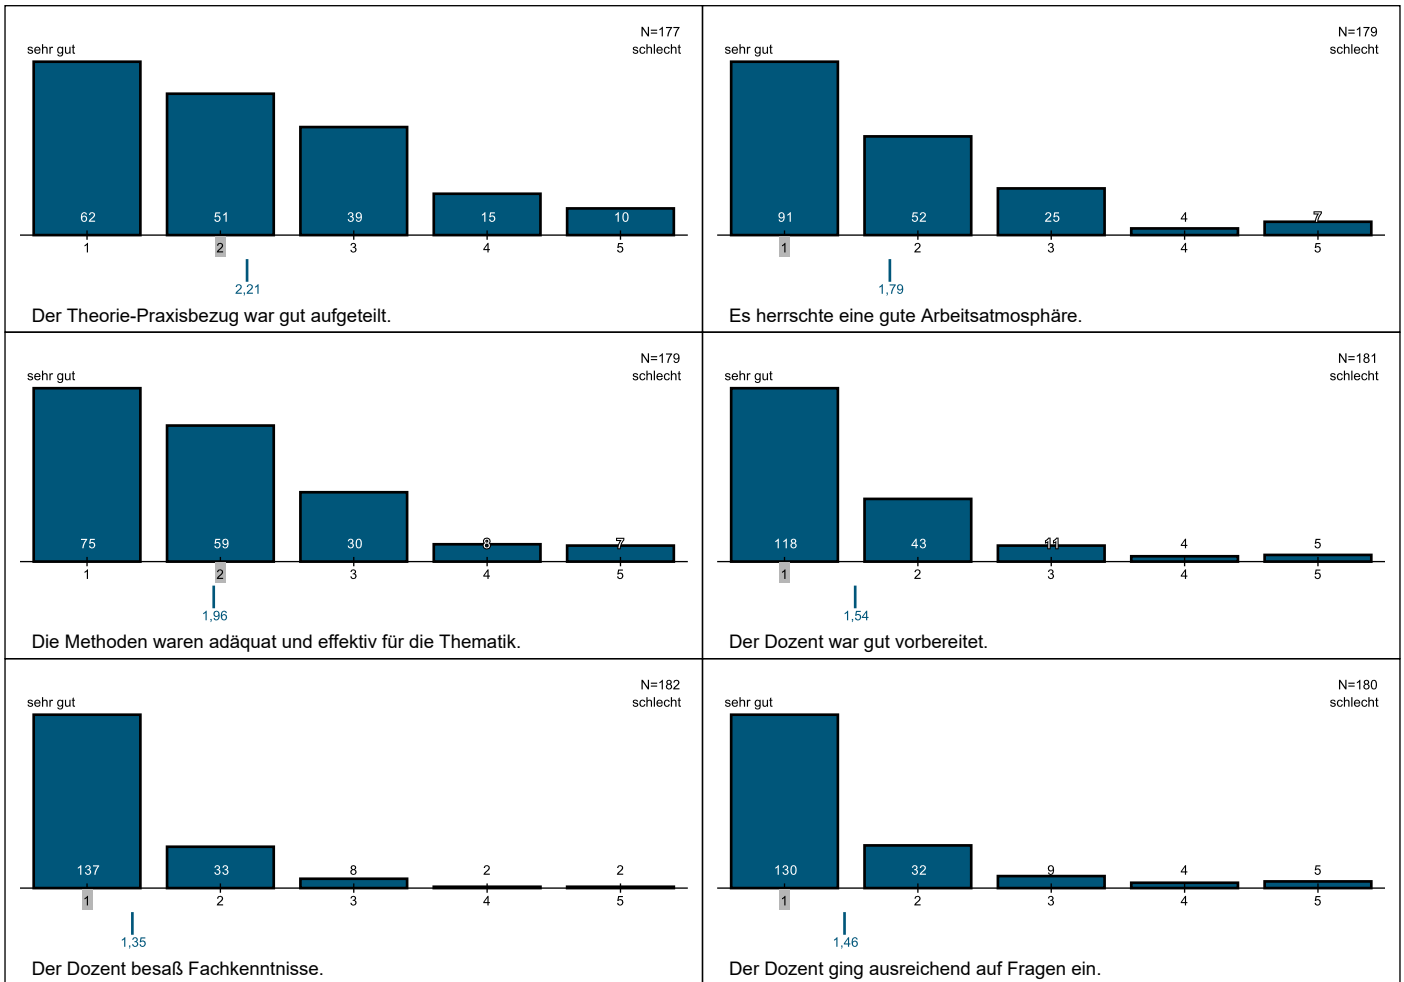 N=177
sehr gut schlecht
62 51 39 15 10
1 2 3 4 5
2,21
Der Theorie-Praxisbezug war gut aufgeteilt.
N=179
sehr gut schlecht
91 52 25 4 7
1 2 3 4 5
1,79
Es herrschte eine gute Arbeitsatmosphäre.
N=179
sehr gut schlecht
75 59 30 8 7
1 2 3 4 5
1,96
Die Methoden waren adäquat und effektiv für die Thematik.
N=181
sehr gut schlecht
118 43 11 4 5
1 2 3 4 5
1,54
Der Dozent war gut vorbereitet.
N=182
sehr gut schlecht
137 33 8 2 2
1 2 3 4 5
1,35
Der Dozent besaß Fachkenntnisse.
N=180
sehr gut schlecht
130 32 9 4 5
1 2 3 4 5
1,46
Der Dozent ging ausreichend auf Fragen ein.